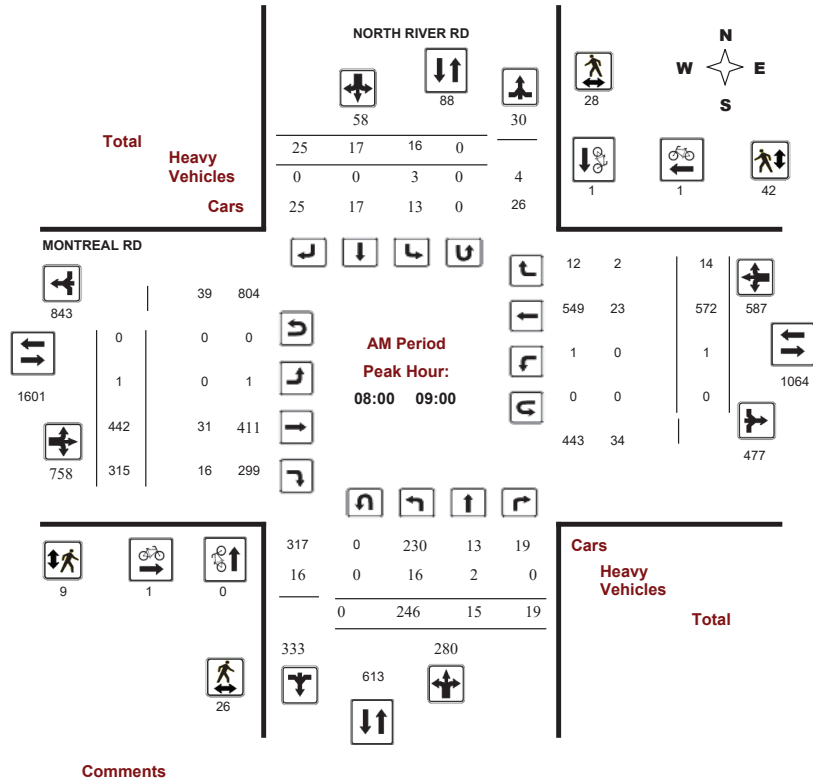 NORTH RIVER RD
N
W E
S
88
28
58 30
Total 25 17 16 0
Heavy
Vehicles 0 0 3 0 4
Cars 25 17 13 0 26
1 1 42
MONTREAL RD
843 39 804
12 2 14
587
549 23 572
0 0 0
AM Period
Peak Hour:
08:00 09:00
1601 1 0 1
1 0 1
1064
442 31 411
0 0 0
758 315 16 299
443 34
477
317 0 230 13 19 Cars
16 0 16 2 0 Heavy
Vehicles
0 246 15 19 Total
9 1 0
333 280
613
26
Comments